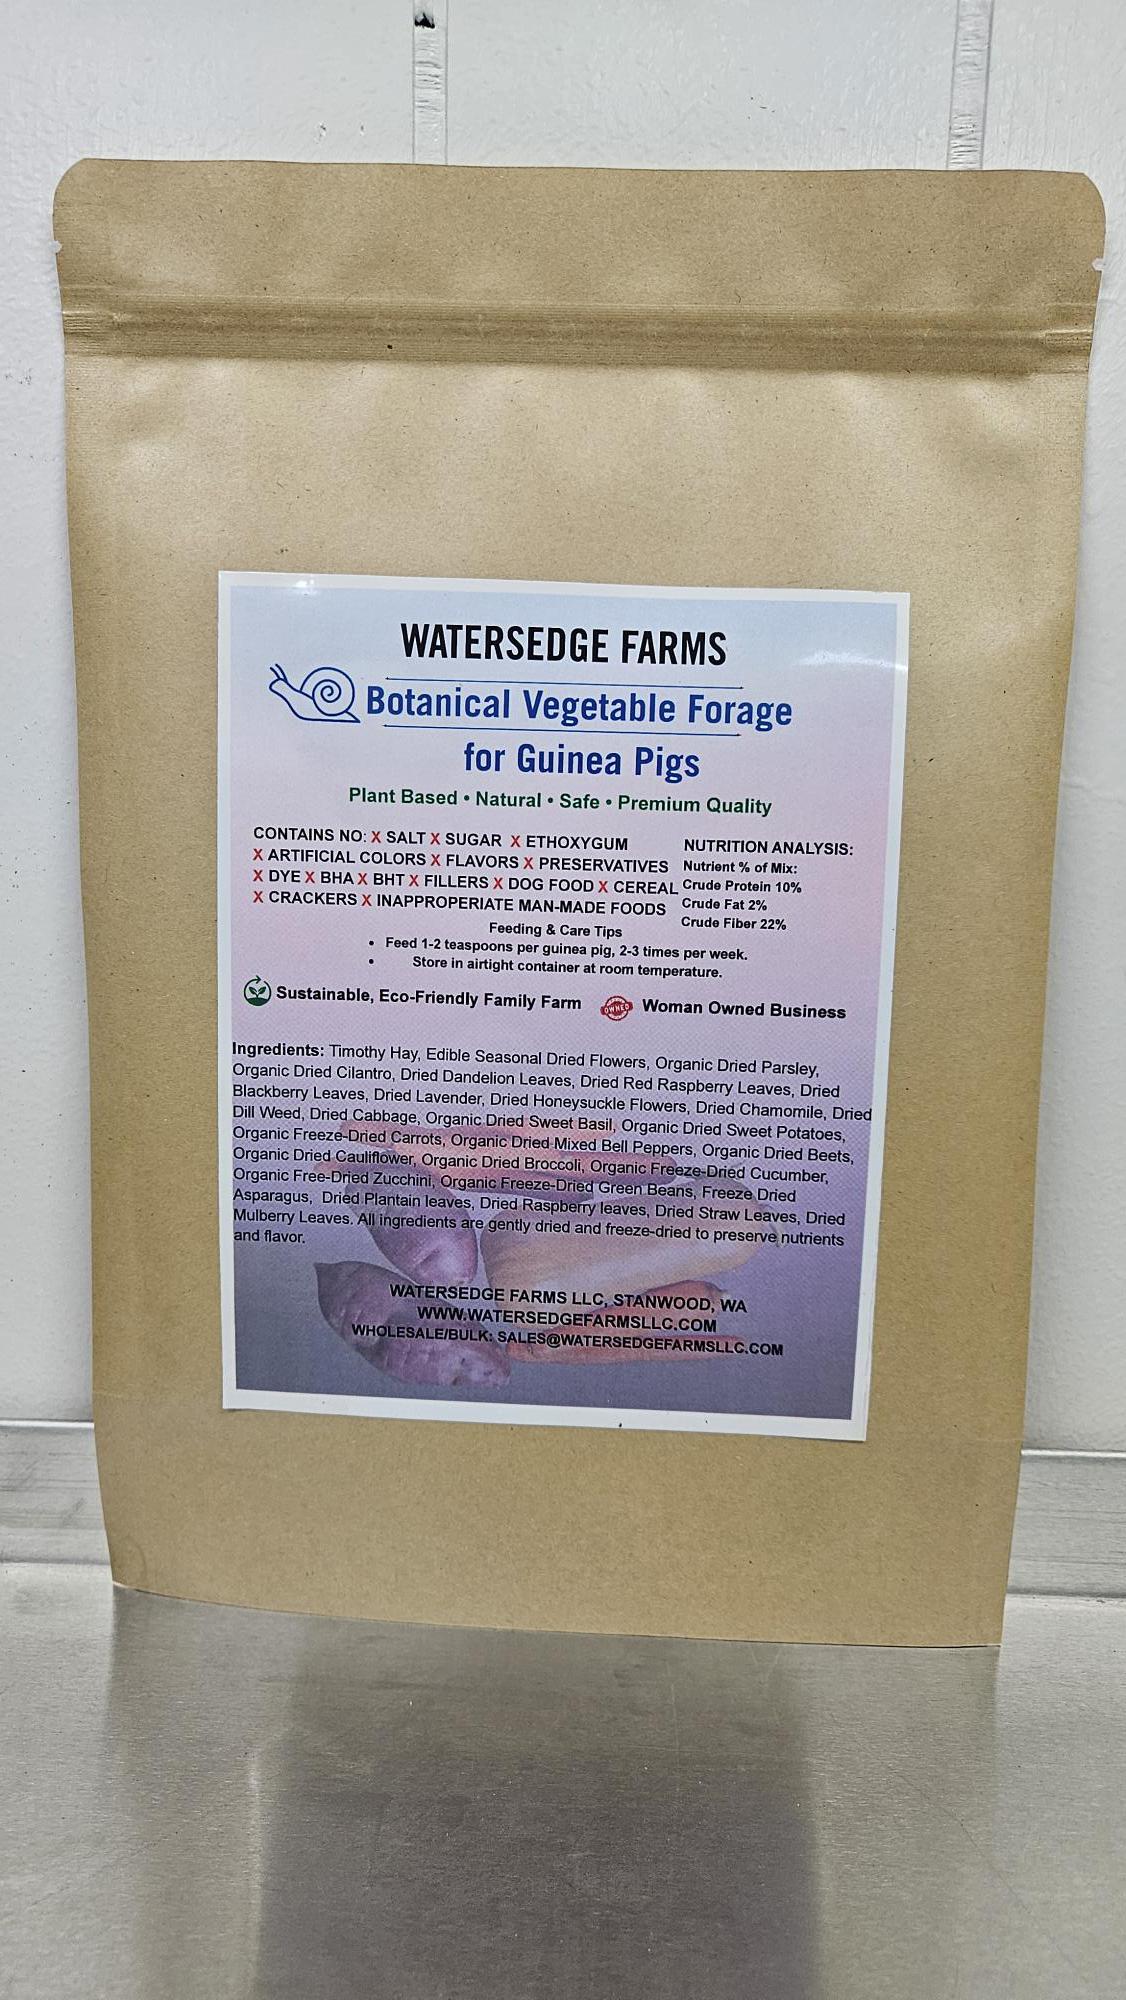 WATERSEDGE FARMS
Botanical Vegetable Forage
for Guinea Pigs
Plant Based • Natural • Safe • Premium Quality
CONTAINS NO: X SALT X SUGAR X ETHOXYGUM
X ARTIFICIAL COLORS X FLAVORS X PRESERVATIVES
X DYE X BHA X BHT X FILLERS X DOG FOOD X CEREAL
X CRACKERS X INAPPROPERIATE MAN-MADE FOODS
NUTRITION ANALYSIS:
Nutrient % of Mix:
Crude Protein 10%
Crude Fat 2%
Crude Fiber 22%
Feeding & Care Tips
• Feed 1-2 teaspoons per guinea pig, 2-3 times per week.
• Store in airtight container at room temperature.
Sustainable, Eco-Friendly Family Farm
OWNED
Woman Owned Business
Ingredients: Timothy Hay, Edible Seasonal Dried Flowers, Organic Dried Parsley,
Organic Dried Cilantro, Dried Dandelion Leaves, Dried Red Raspberry Leaves, Dried
Blackberry Leaves, Dried Lavender, Dried Honeysuckle Flowers, Dried Chamomile, Dried
Dill Weed, Dried Cabbage, Organic Dried Sweet Basil, Organic Dried Sweet Potatoes,
Organic Freeze-Dried Carrots, Organic Dried Mixed Bell Peppers, Organic Dried Beets,
Organic Dried Cauliflower, Organic Dried Broccoli, Organic Freeze-Dried Cucumber,
Organic Free-Dried Zucchini, Organic Freeze-Dried Green Beans, Freeze Dried
Asparagus, Dried Plantain leaves, Dried Raspberry leaves, Dried Straw Leaves, Dried
Mulberry Leaves. All ingredients are gently dried and freeze-dried to preserve nutrients
and flavor.
WATERSEDGE FARMS LLC, STANWOOD, WA
WWW.WATERSEDGEFARMSLLC.COM
WHOLESALE/BULK: SALES@WATERSEDGEFARMSLLC.COM